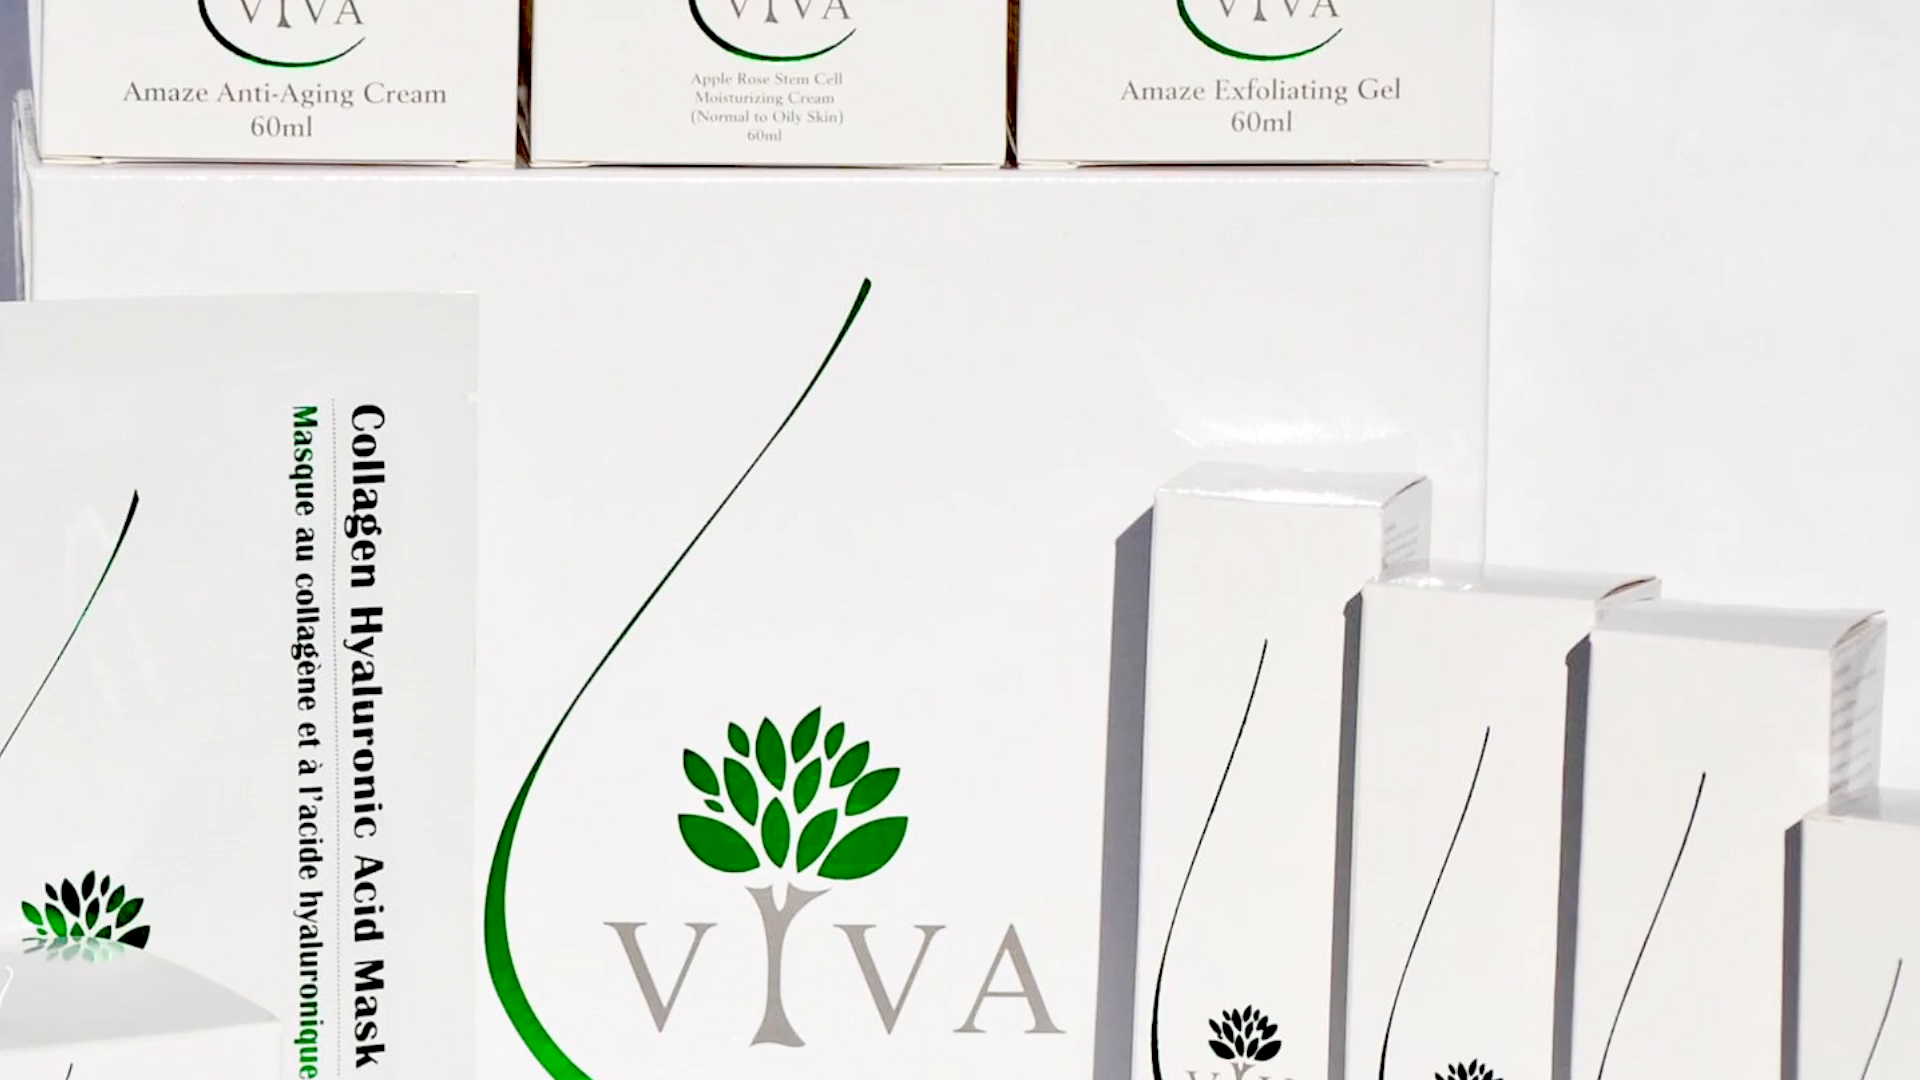 VIVA
Amaze Anti-Aging Cream
60ml
VIVA
Apple Rose Stem Cell
Moisturizing Cream
(Normal to Oily Skin)
60ml
VIVA
Amaze Exfoliating Gel
60ml
Collagen Hyaluronic Acid Mask
Masque au collagène et à l'acide hyaluronique
VIVA
VIVA